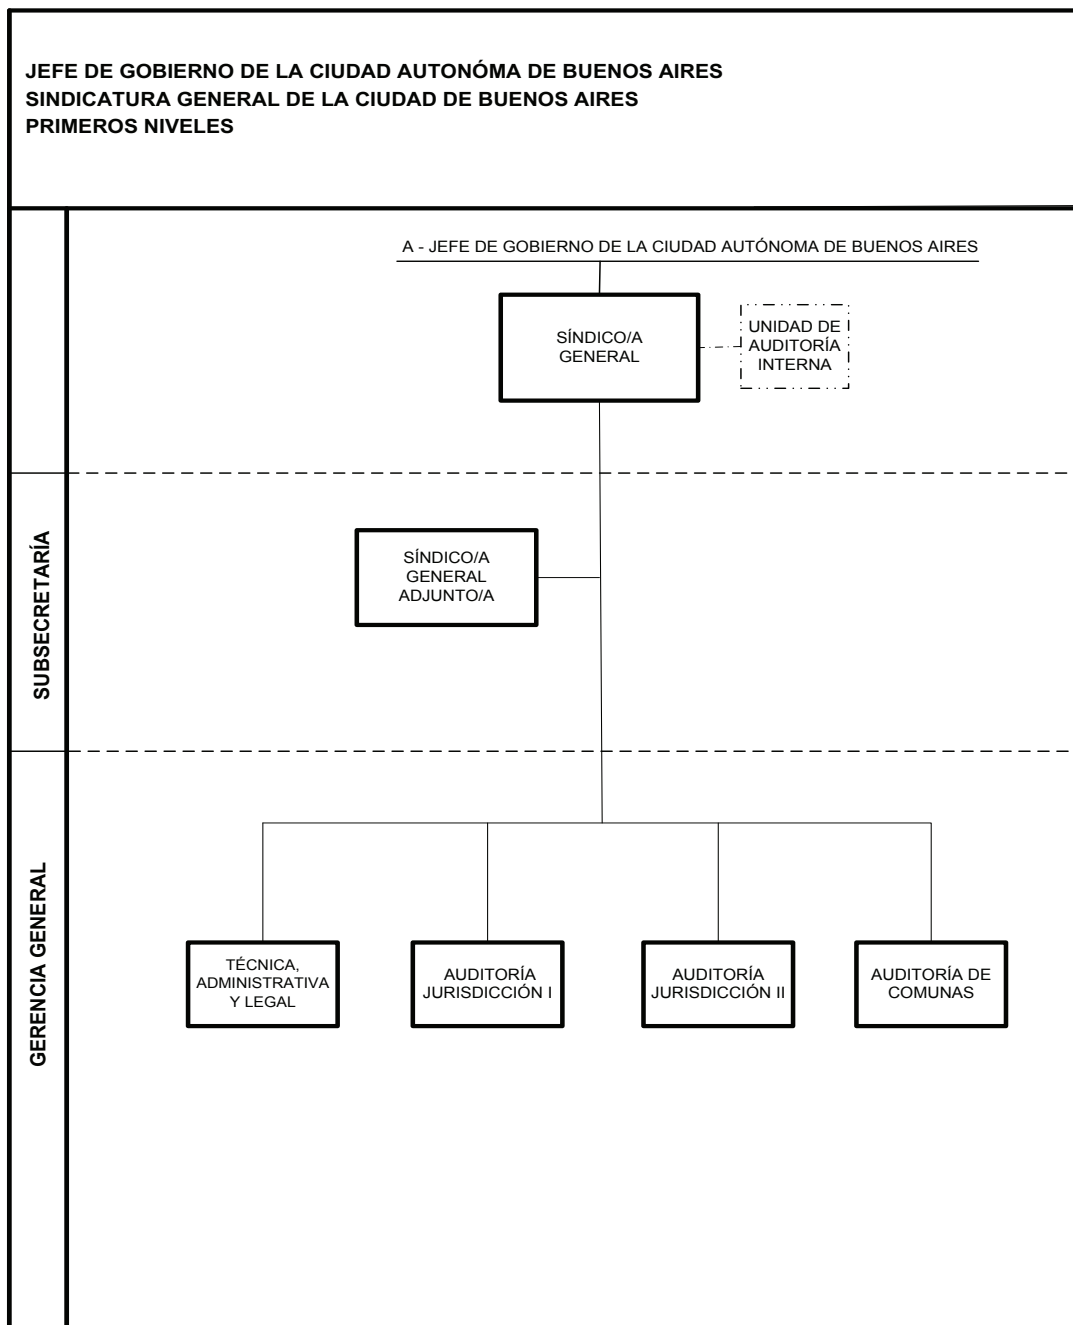 JEFE DE GOBIERNO DE LA CIUDAD AUTONÓMA DE BUENOS AIRES
SINDICATURA GENERAL DE LA CIUDAD DE BUENOS AIRES
PRIMEROS NIVELES
A - JEFE DE GOBIERNO DE LA CIUDAD AUTÓNOMA DE BUENOS AIRES
SÍNDICO/A
GENERAL
UNIDAD DE
AUDITORÍA
INTERNA
SUBSECRETARÍA
SÍNDICO/A
GENERAL
ADJUNTO/A
GERENCIA GENERAL
TÉCNICA,
ADMINISTRATIVA
Y LEGAL
AUDITORÍA
JURISDICCIÓN I
AUDITORÍA
JURISDICCIÓN II
AUDITORÍA DE
COMUNAS